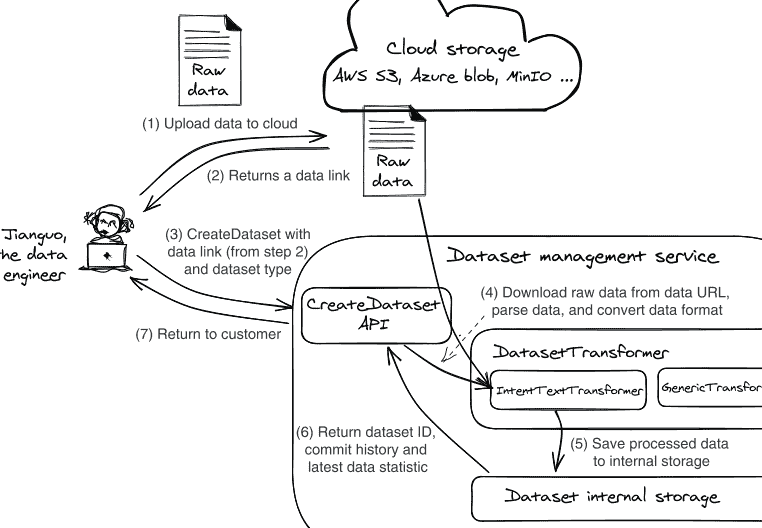 Cloud storage
AWS S3, Azure blob, MinIO ...
Raw
data
(1) Upload data to cloud
Raw
data
(2) Returns a data link
Jianguo,
he data
engineer
(3) CreateDataset with
data link (from step 2)
and dataset type
(7) Return to customer
Dataset management service
CreateDataset
API
(4) Download raw data from data URL,
parse data, and convert data format
DatasetTransformer
IntentTextTransformer
GenericTransfor
(5) Save processed data
to internal storage
(6) Return dataset ID,
commit history and
latest data statistic
Dataset internal storage